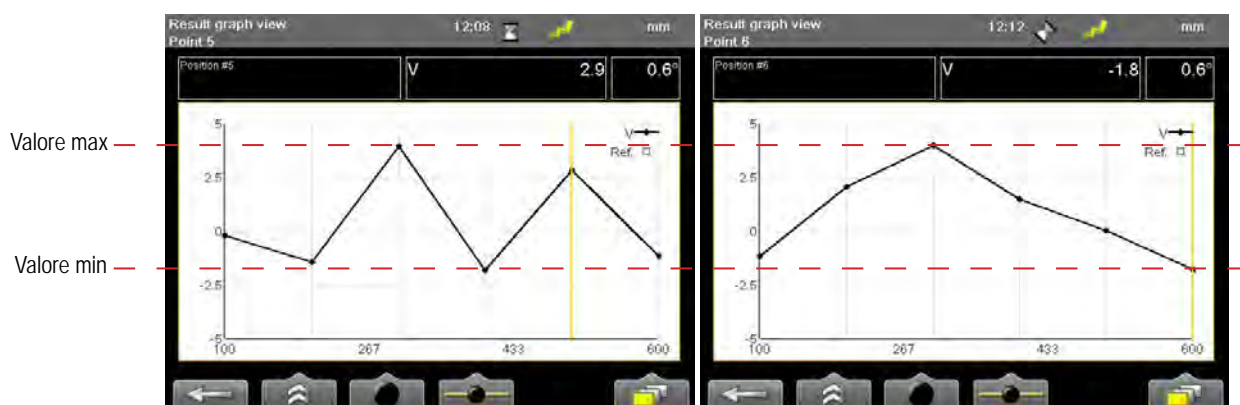 Result graph view 12:08 mm
Point 5
Position #5 V 2.9 0.6°
5
V
Valore max
Ref.
2.5
0
Valore min
-2.5
-5
100 267 433 600
Result graph view 12:12 mm
Point 6
Position #6 V -1.8 0.6°
5
V
Ref.
2.5
0
-2.5
-5
100 267 433 600